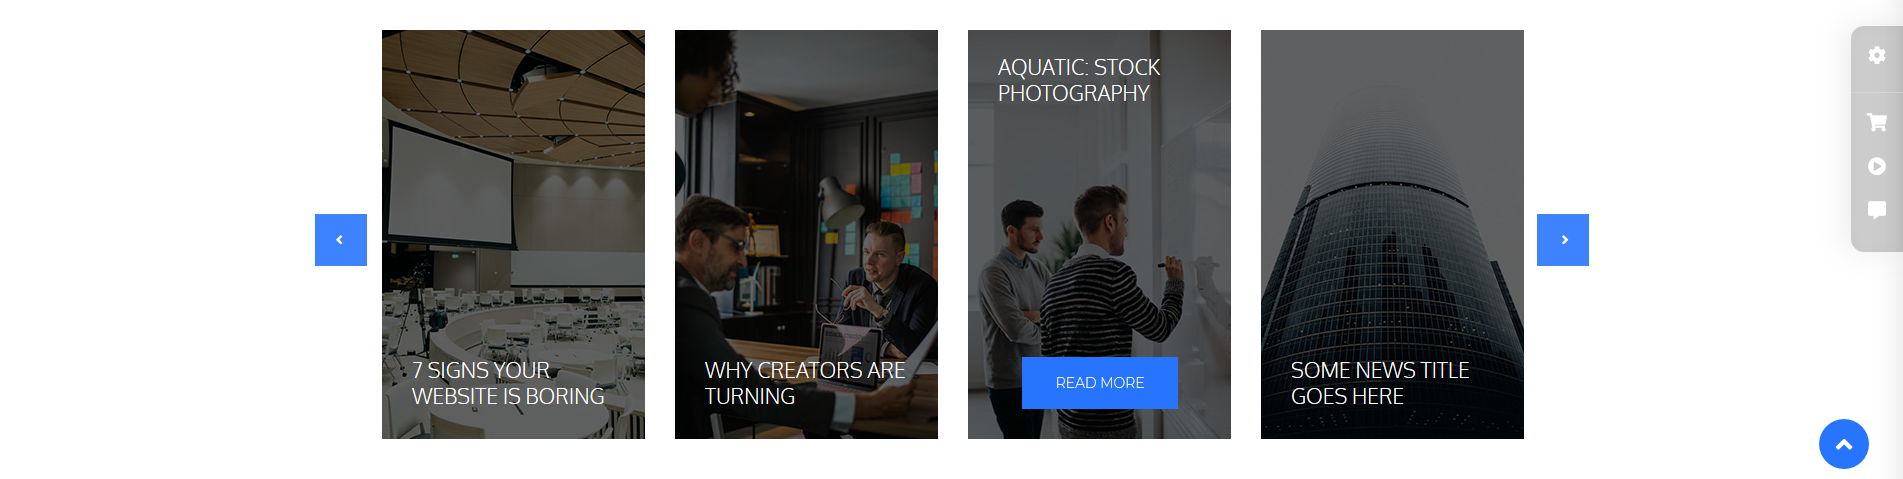 7 SIGNS YOUR
WEBSITE IS BORING
WHY CREATORS ARE
TURNING
AQUATIC: STOCK
PHOTOGRAPHY
READ MORE
SOME NEWS TITLE
GOES HERE